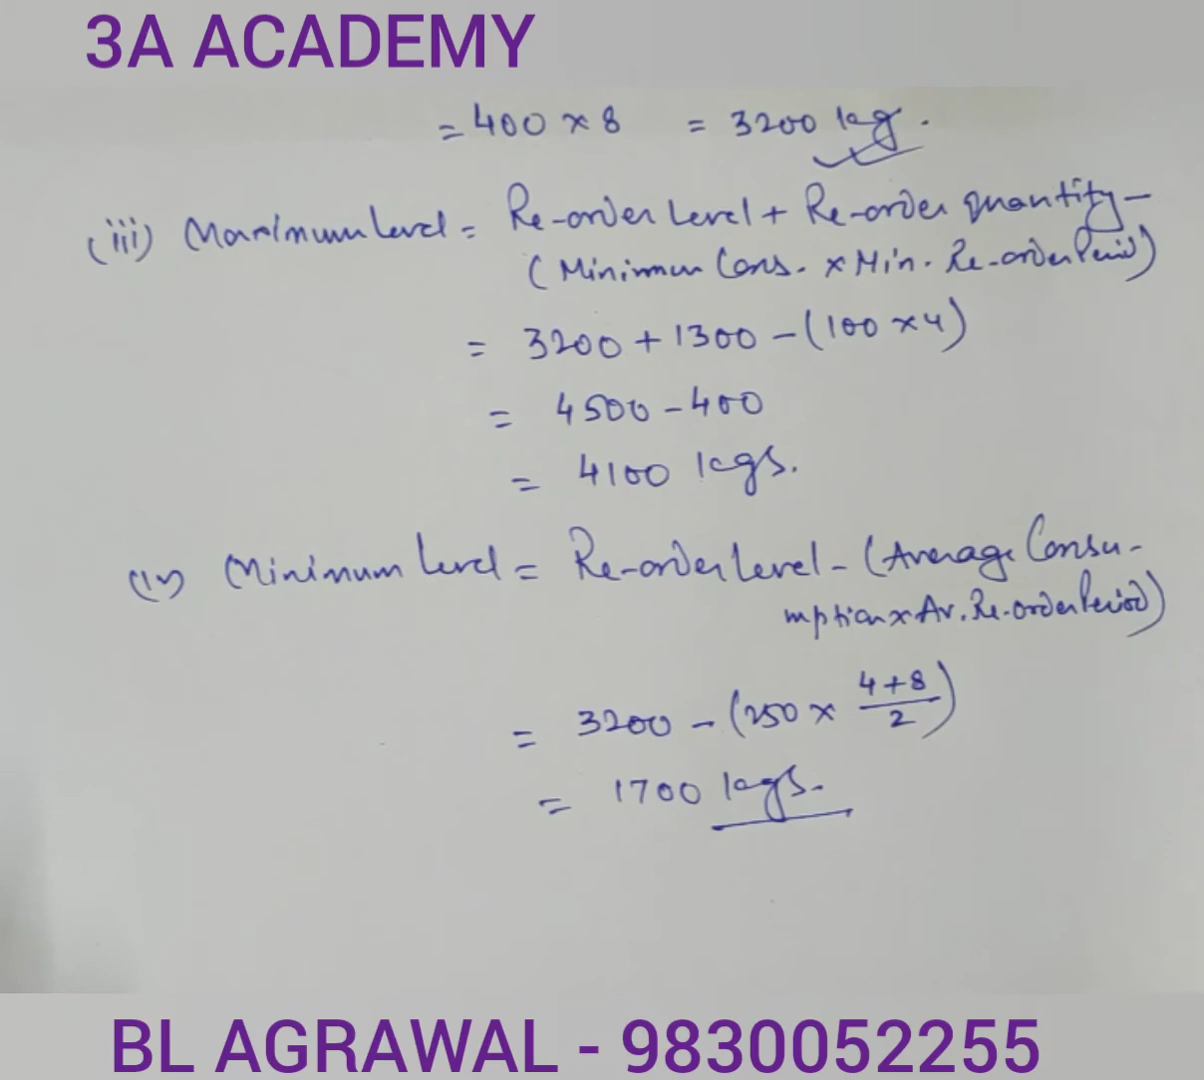 3A ACADEMY
= 400 × 8 = 3200 kg.
(iii) Maximum Level = Re-order Level + Re-order quantity -
(Minimum Cons. × Min. Re-order Period)
= 3200 + 1300 - (100 × 4)
= 4500 - 400
= 4100 kgs.
(iv) Minimum Level = Re-order Level - (Average Consu-
mption × Av. Re-order Period)
= 3200 - (250 × 4+8/2)
= 1700 kgs.
BL AGRAWAL - 9830052255